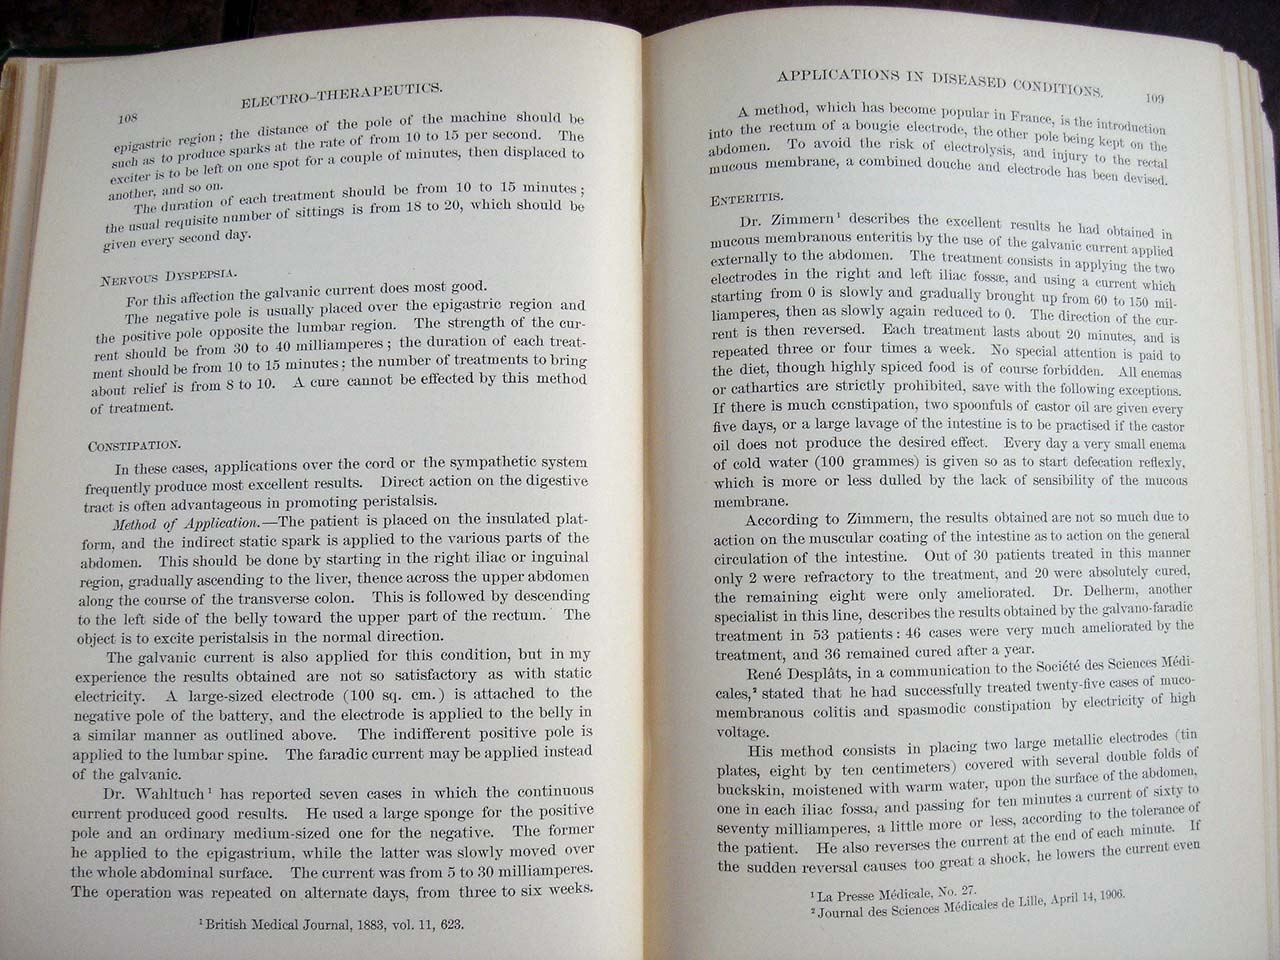 108
ELECTRO-THERAPEUTICS.
epigastric region; the distance of the pole of the machine should be
such as to produce sparks at the rate of from 10 to 15 per second. The
exciter is to be left on one spot for a couple of minutes, then displaced to
another, and so on.
The duration of each treatment should be from 10 to 15 minutes;
the usual requisite number of sittings is from 18 to 20, which should be
given every second day.
NERVOUS DYSPEPSIA.
For this affection the galvanic current does most good.
The negative pole is usually placed over the epigastric region and
the positive pole opposite the lumbar region. The strength of the cur-
rent should be from 30 to 40 milliamperes; the duration of each treat-
ment should be from 10 to 15 minutes; the number of treatments to bring
about relief is from 8 to 10. A cure cannot be effected by this method
of treatment.
CONSTIPATION.
In these cases, applications over the cord or the sympathetic system
frequently produce most excellent results. Direct action on the digestive
tract is often advantageous in promoting peristalsis.
Method of Application.—The patient is placed on the insulated plat-
form, and the indirect static spark is applied to the various parts of the
abdomen. This should be done by starting in the right iliac or inguinal
region, gradually ascending to the liver, thence across the upper abdomen
along the course of the transverse colon. This is followed by descending
to the left side of the belly toward the upper part of the rectum. The
object is to excite peristalsis in the normal direction.
The galvanic current is also applied for this condition, but in my
experience the results obtained are not so satisfactory as with static
electricity. A large-sized electrode (100 sq. cm.) is attached to the
negative pole of the battery, and the electrode is applied to the belly in
a similar manner as outlined above. The indifferent positive pole is
applied to the lumbar spine. The faradic current may be applied instead
of the galvanic.
Dr. Wahltuch¹ has reported seven cases in which the continuous
current produced good results. He used a large sponge for the positive
pole and an ordinary medium-sized one for the negative. The former
he applied to the epigastrium, while the latter was slowly moved over
the whole abdominal surface. The current was from 5 to 30 milliamperes.
The operation was repeated on alternate days, from three to six weeks.
¹ British Medical Journal, 1883, vol. 11, 623.
APPLICATIONS IN DISEASED CONDITIONS.
109
A method, which has become popular in France, is the introduction
into the rectum of a bougie electrode, the other pole being kept on the
abdomen. To avoid the risk of electrolysis, and injury to the rectal
mucous membrane, a combined douche and electrode has been devised.
ENTERITIS.
Dr. Zimmern¹ describes the excellent results he had obtained in
mucous membranous enteritis by the use of the galvanic current applied
externally to the abdomen. The treatment consists in applying the two
electrodes in the right and left iliac fossæ, and using a current which
starting from 0 is slowly and gradually brought up from 60 to 150 mil-
liamperes, then as slowly again reduced to 0. The direction of the cur-
rent is then reversed. Each treatment lasts about 20 minutes, and is
repeated three or four times a week. No special attention is paid to
the diet, though highly spiced food is of course forbidden. All enemas
or cathartics are strictly prohibited, save with the following exceptions.
If there is much constipation, two spoonfuls of castor oil are given every
five days, or a large lavage of the intestine is to be practised if the castor
oil does not produce the desired effect. Every day a very small enema
of cold water (100 grammes) is given so as to start defecation reflexly,
which is more or less dulled by the lack of sensibility of the mucous
membrane.
According to Zimmern, the results obtained are not so much due to
action on the muscular coating of the intestine as to action on the general
circulation of the intestine. Out of 30 patients treated in this manner
only 2 were refractory to the treatment, and 20 were absolutely cured,
the remaining eight were only ameliorated. Dr. Delherm, another
specialist in this line, describes the results obtained by the galvano-faradic
treatment in 53 patients: 46 cases were very much ameliorated by the
treatment, and 36 remained cured after a year.
René Desplâts, in a communication to the Société des Sciences Médi-
cales,² stated that he had successfully treated twenty-five cases of muco-
membranous colitis and spasmodic constipation by electricity of high
voltage.
His method consists in placing two large metallic electrodes (tin
plates, eight by ten centimeters) covered with several double folds of
buckskin, moistened with warm water, upon the surface of the abdomen,
one in each iliac fossa, and passing for ten minutes a current of sixty to
seventy milliamperes, a little more or less, according to the tolerance of
the patient. He also reverses the current at the end of each minute. If
the sudden reversal causes too great a shock, he lowers the current even
¹ La Presse Médicale, No. 27.
² Journal des Sciences Médicales de Lille, April 14, 1906.